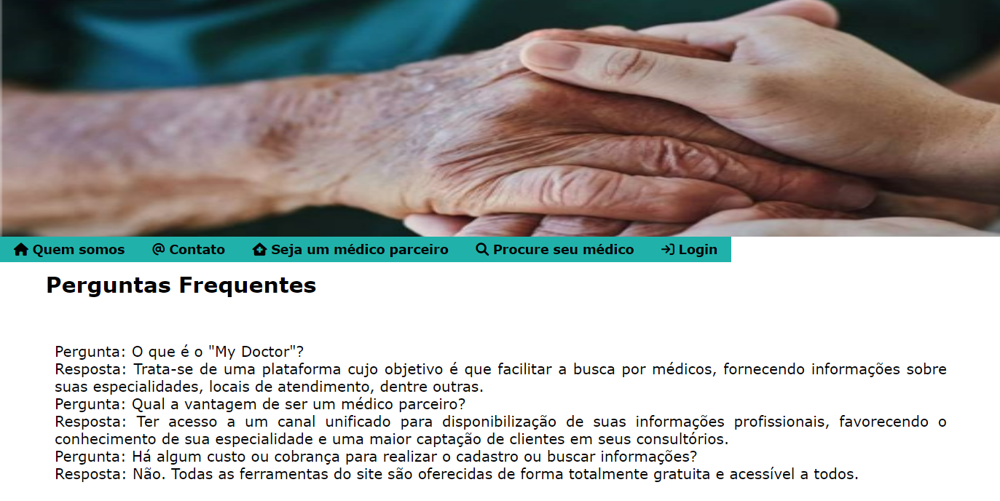 Quem somos @ Contato Seja um médico parceiro Procure seu médico Login
Perguntas Frequentes
Pergunta: O que é o "My Doctor"?
Resposta: Trata-se de uma plataforma cujo objetivo é que facilitar a busca por médicos, fornecendo informações sobre
suas especialidades, locais de atendimento, dentre outras.
Pergunta: Qual a vantagem de ser um médico parceiro?
Resposta: Ter acesso a um canal unificado para disponibilização de suas informações profissionais, favorecendo o
conhecimento de sua especialidade e uma maior captação de clientes em seus consultórios.
Pergunta: Há algum custo ou cobrança para realizar o cadastro ou buscar informações?
Resposta: Não. Todas as ferramentas do site são oferecidas de forma totalmente gratuita e acessível a todos.